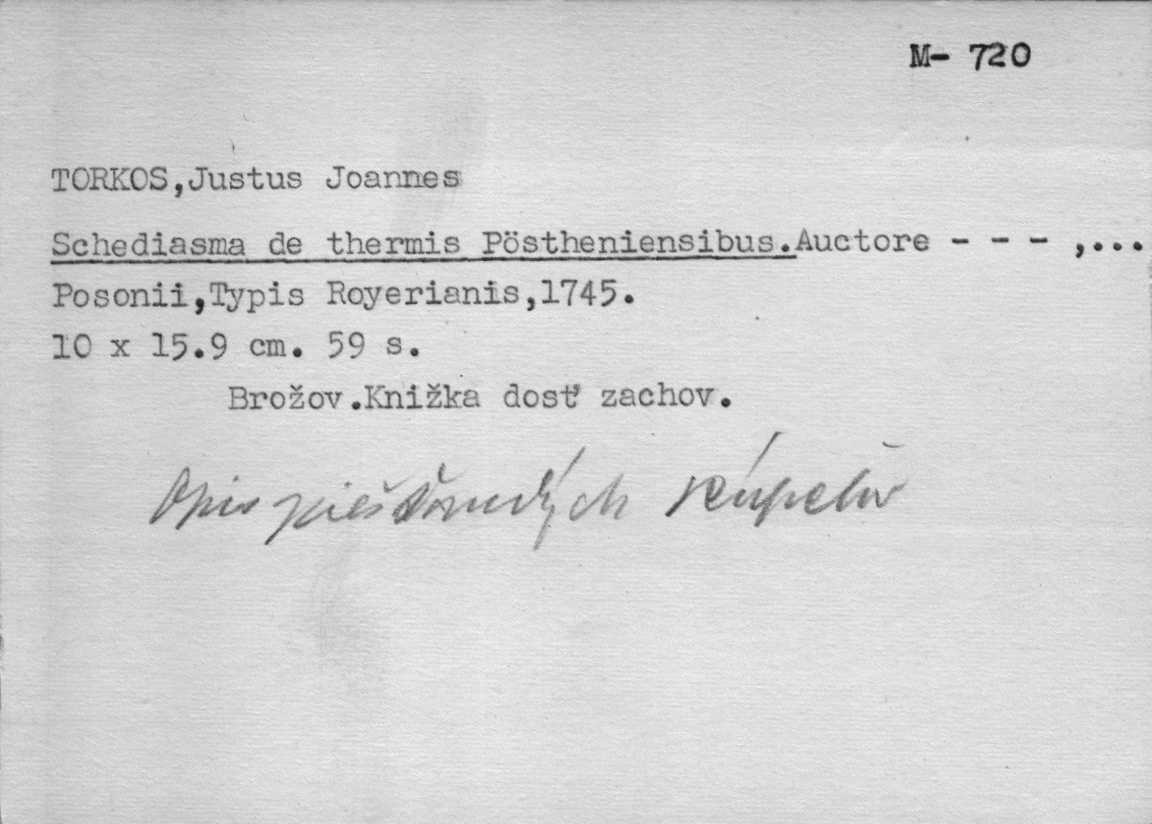 M- 720
TORKOS,Justus Joannes
Schediasma de thermis Pöstheniensibus.Auctore - - - ,...
Posonii,Typis Royerianis,1745.
10 x 15.9 cm. 59 s.
Brožov.Knižka dosť zachov.
Opis piešťanských kúpeľov